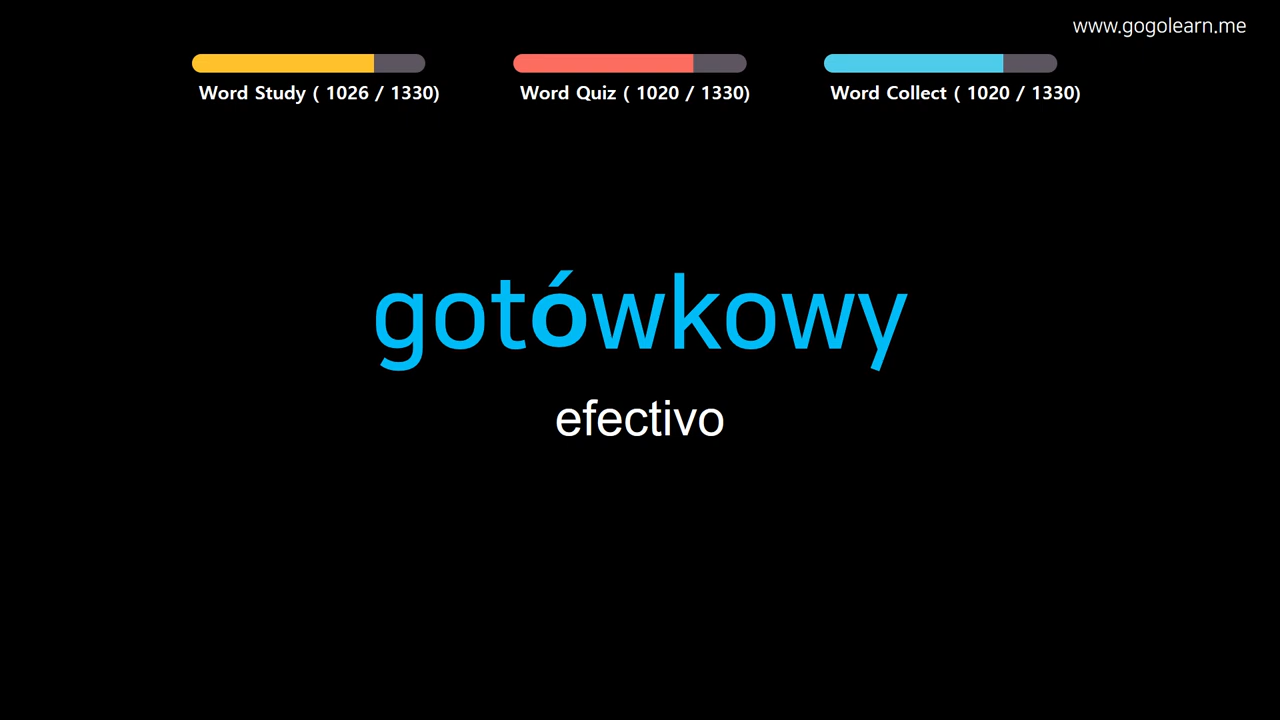 www.gogolearn.me
Word Study ( 1026 / 1330)
Word Quiz ( 1020 / 1330)
Word Collect ( 1020 / 1330)
gotówkowy
efectivo